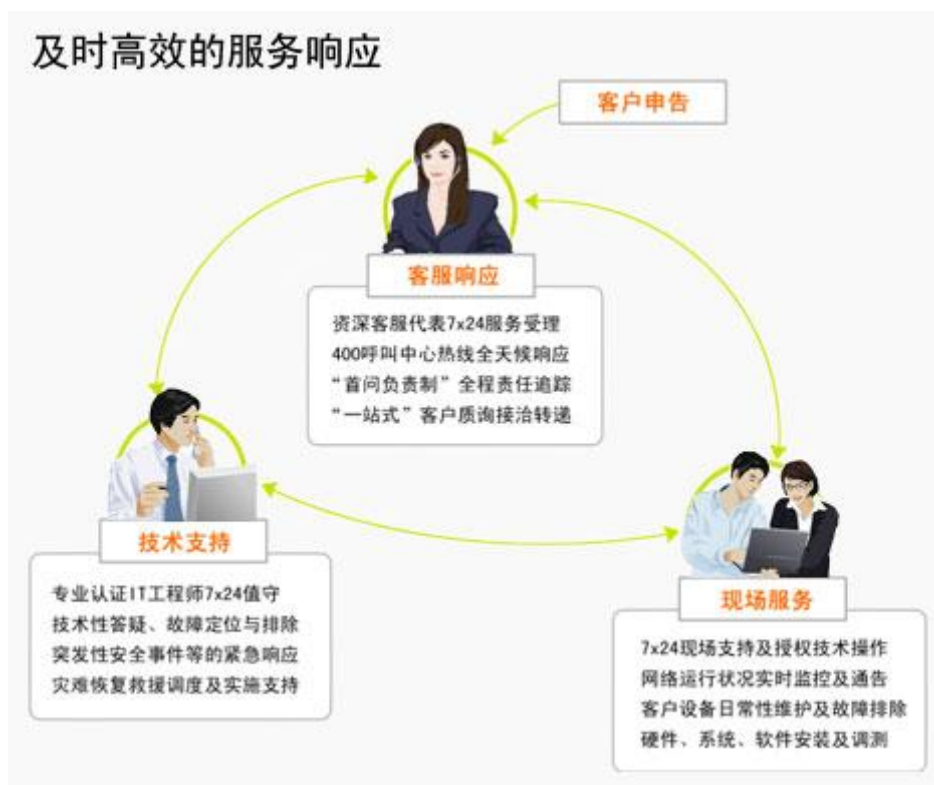 及时高效的服务响应
客户申告
客服响应
资深客服代表7x24服务受理
400呼叫中心热线全天候响应
“首问负责制”全程责任追踪
“一站式”客户质询接洽转递
技术支持
专业认证IT工程师7x24值守
技术性答疑、故障定位与排除
突发性安全事件等的紧急响应
灾难恢复救援调度及实施支持
现场服务
7x24现场支持及授权技术操作
网络运行状况实时监控及通告
客户设备日常性维护及故障排除
硬件、系统、软件安装及调测